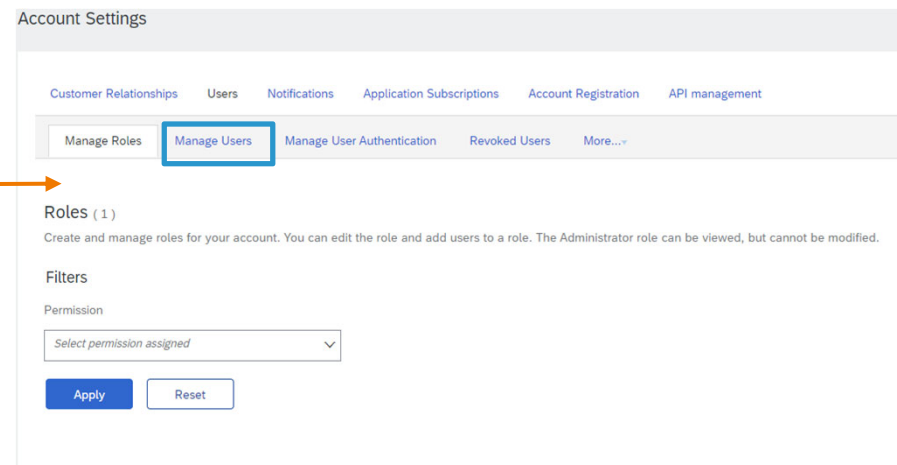 Account Settings
Customer Relationships Users Notifications Application Subscriptions Account Registration API management
Manage Roles Manage Users Manage User Authentication Revoked Users More...
Roles (1)
Create and manage roles for your account. You can edit the role and add users to a role. The Administrator role can be viewed, but cannot be modified.
Filters
Permission
Select permission assigned
Apply Reset